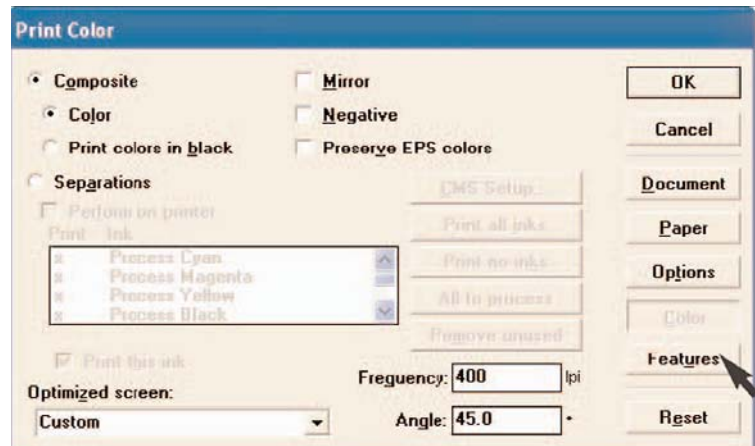 Print Color
Composite
Mirror
OK
Color
Negative
Cancel
Print colors in black
Preserve EPS colors
Separations
CMS Setup...
Document
Perform on printer
Print Ink
Print all inks
Paper
x Process Cyan
Print no inks
x Process Magenta
Options
x Process Yellow
All to process
x Process Black
Color
Remove unused
Print this ink
Features
Frequency: 400 lpi
Optimized screen:
Custom
Angle: 45.0 °
Reset